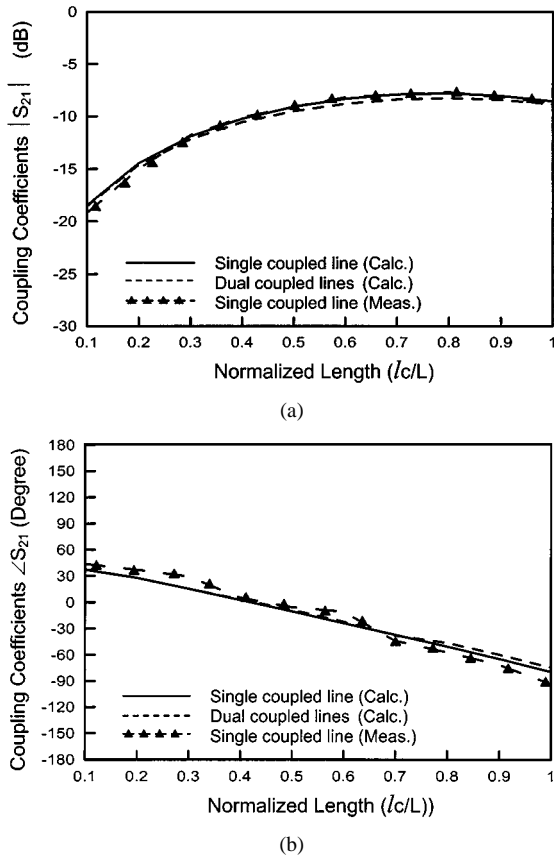 (a)
0
-5
-10
-15
-20
-25
-30
Coupling Coefficients |S21| (dB)
Single coupled line (Calc.)
Dual coupled lines (Calc.)
Single coupled line (Meas.)
0.1 0.2 0.3 0.4 0.5 0.6 0.7 0.8 0.9 1
Normalized Length (lc/L)
(a)
180
150
120
90
60
30
0
-30
-60
-90
-120
-150
-180
Coupling Coefficients ∠S21 (Degree)
Single coupled line (Calc.)
Dual coupled lines (Calc.)
Single coupled line (Meas.)
0.1 0.2 0.3 0.4 0.5 0.6 0.7 0.8 0.9 1
Normalized Length (lc/L))
(b)